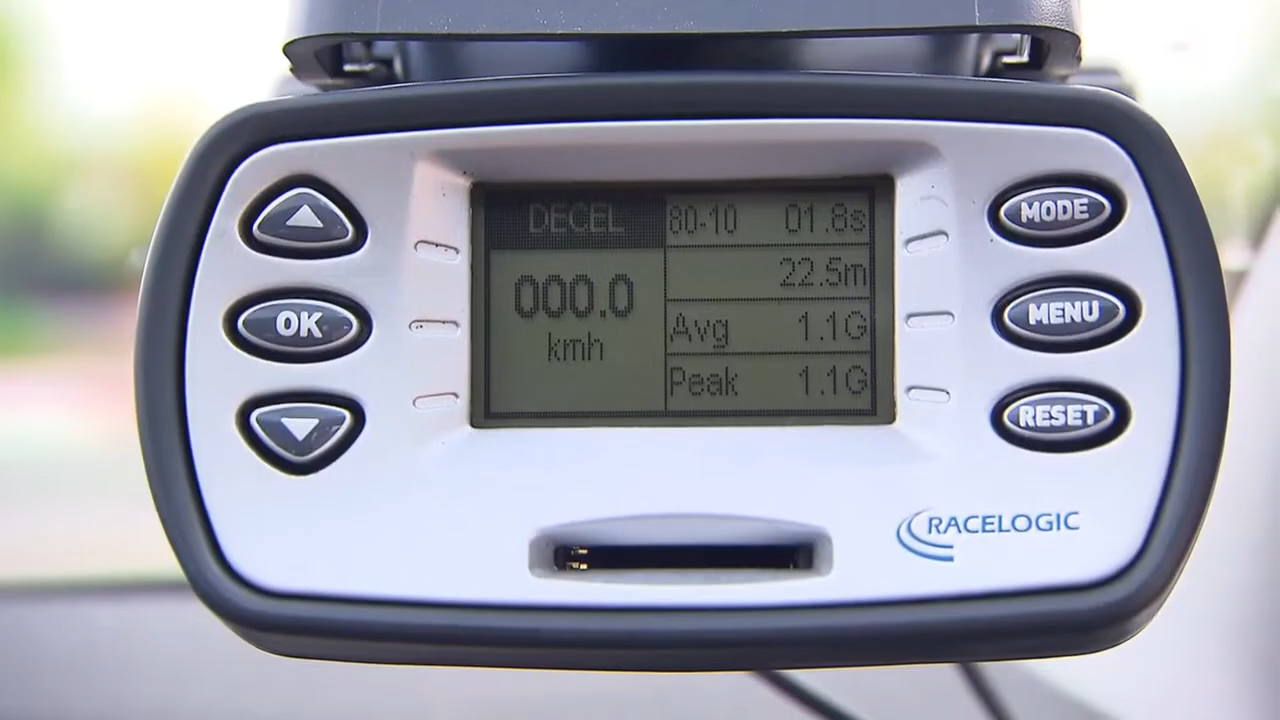 DECEL
000.0
kmh
80-10 01.8s
22.5m
Avg 1.1G
Peak 1.1G
OK
MODE
MENU
RESET
RACELOGIC